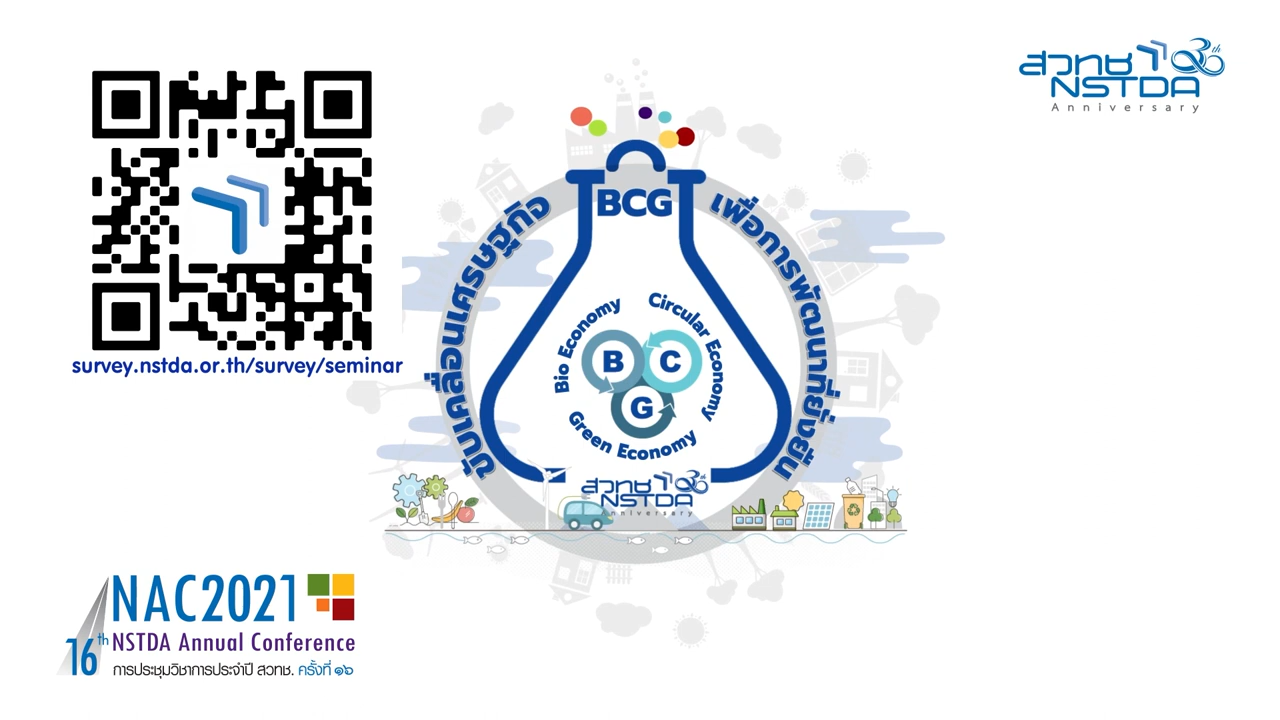 survey.nstda.or.th/survey/seminar
สวทช 30th
NSTDA
Anniversary
BCG
ขับเคลื่อนเศรษฐกิจ
เพื่อการพัฒนาที่ยั่งยืน
Bio Economy
Circular Economy
B
C
G
Green Economy
สวทช 30th
NSTDA
Anniversary
NAC2021
16th NSTDA Annual Conference
การประชุมวิชาการประจำปี สวทช. ครั้งที่ ๑๖